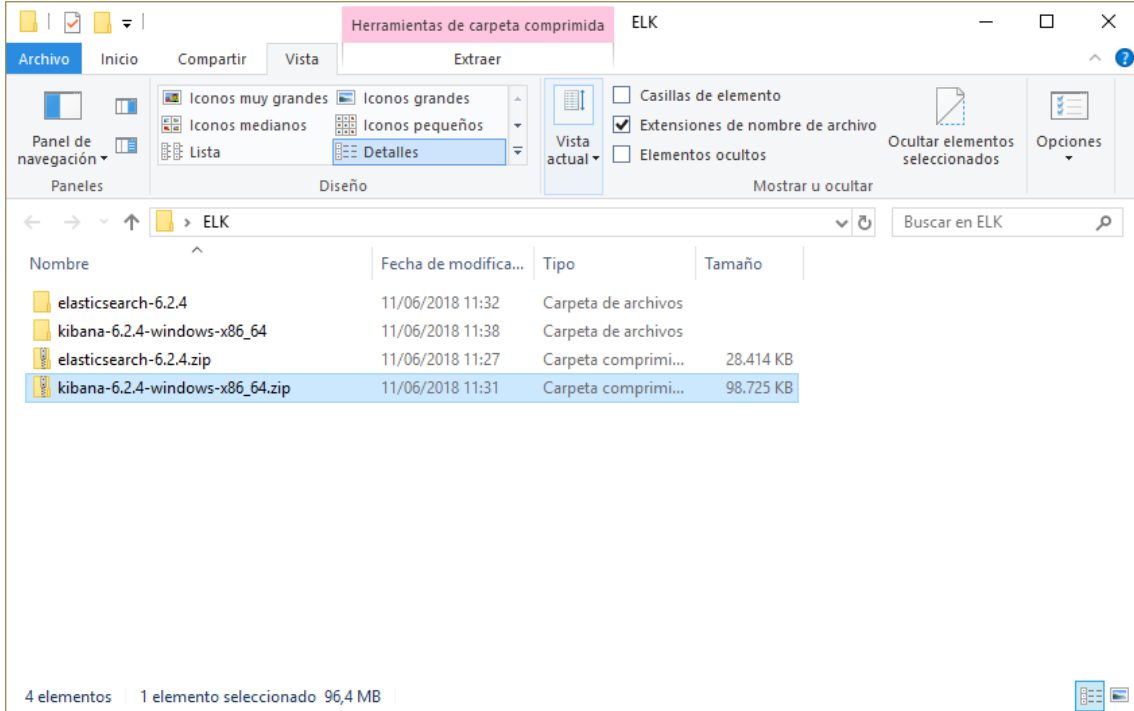 Herramientas de carpeta comprimida ELK
Archivo Inicio Compartir Vista Extraer
Panel de navegación
Paneles
Iconos muy grandes Iconos grandes
Iconos medianos Iconos pequeños
Lista Detalles
Diseño
Vista actual
Casillas de elemento
Extensiones de nombre de archivo
Elementos ocultos
Ocultar elementos
seleccionados
Mostrar u ocultar
Opciones
ELK
Buscar en ELK
Nombre Fecha de modifica... Tipo Tamaño
elasticsearch-6.2.4 11/06/2018 11:32 Carpeta de archivos
kibana-6.2.4-windows-x86_64 11/06/2018 11:38 Carpeta de archivos
elasticsearch-6.2.4.zip 11/06/2018 11:27 Carpeta comprimi... 28.414 KB
kibana-6.2.4-windows-x86_64.zip 11/06/2018 11:31 Carpeta comprimi... 98.725 KB
4 elementos 1 elemento seleccionado 96,4 MB